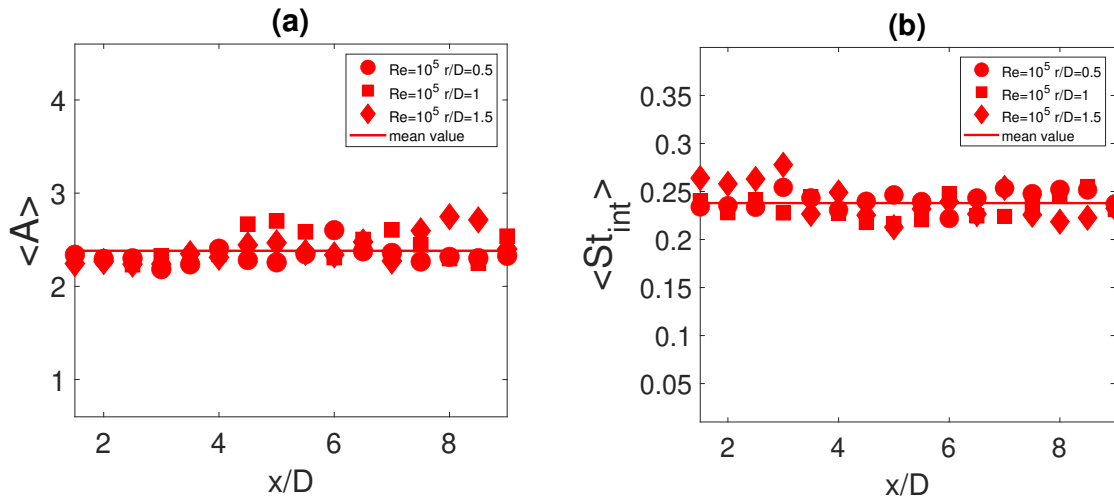 (a)
Re=10^5 r/D=0.5
Re=10^5 r/D=1
Re=10^5 r/D=1.5
mean value
<A>
4
3
2
1
2 4 6 8
x/D
(b)
Re=10^5 r/D=0.5
Re=10^5 r/D=1
Re=10^5 r/D=1.5
mean value
<St_int>
0.35
0.3
0.25
0.2
0.15
0.1
0.05
2 4 6 8
x/D